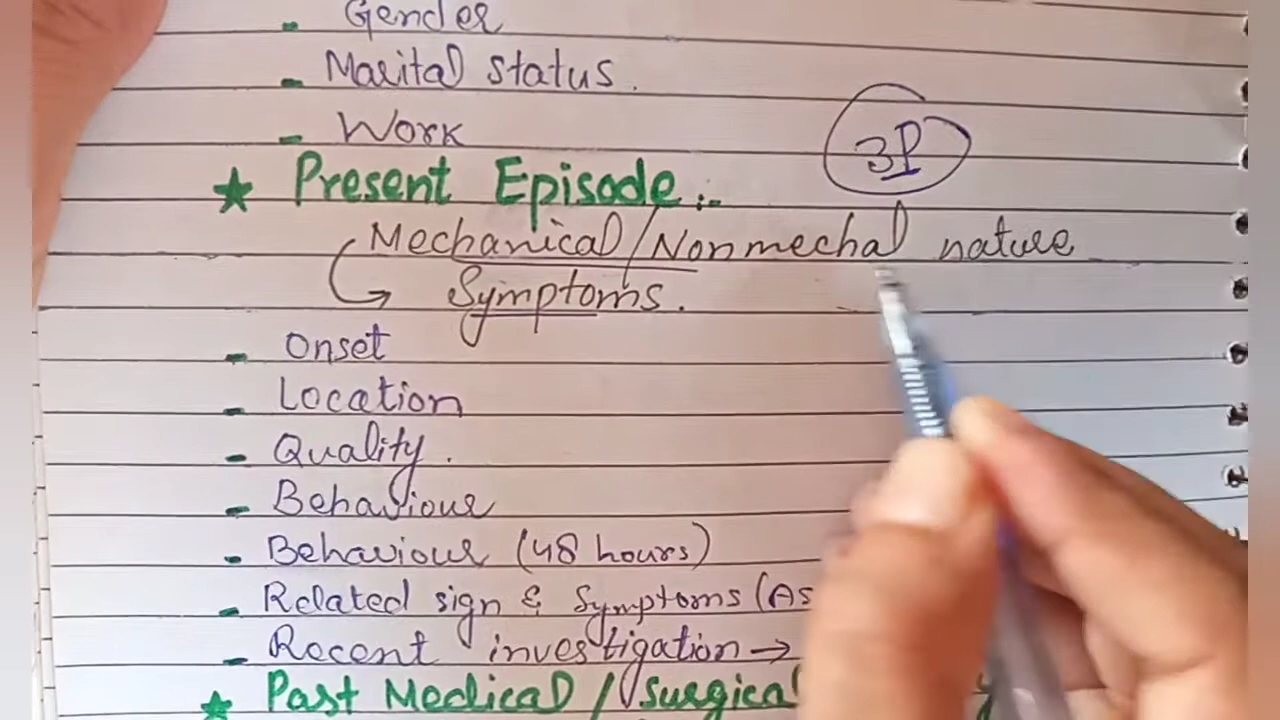 - Gender
- Marital status.
- Work
3P
★ Present Episode :-
Mechanical/Nonmechal nature
→ Symptoms.
- Onset
- Location
- Quality.
- Behaviour
- Behaviour (48 hours)
- Related sign & Symptoms (As
- Recent investigation →
★ Past Medical / Surgical